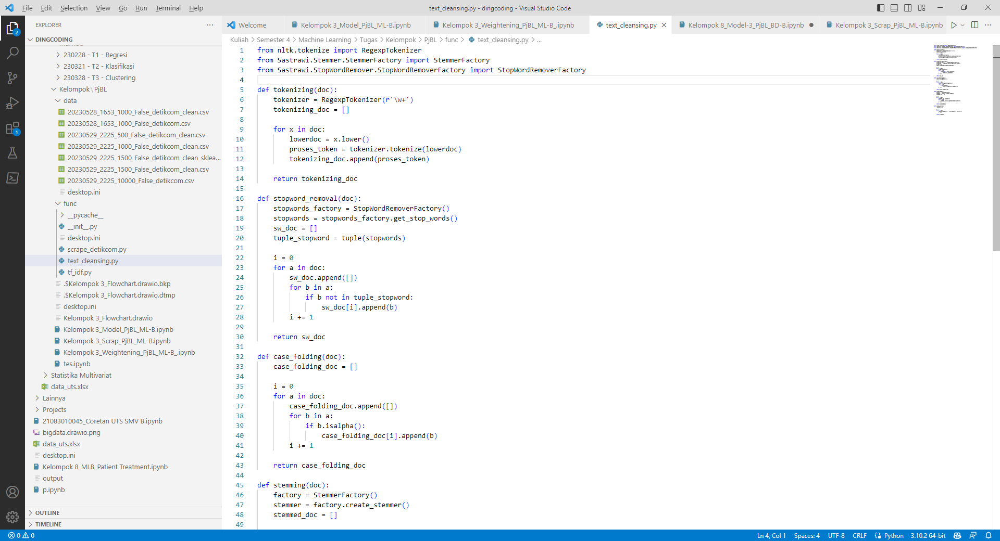 File Edit Selection View Go Run Terminal Help
text_cleansing.py - dingcoding - Visual Studio Code
EXPLORER
DINGCODING
230228 - T1 - Regresi
230321 - T2 - Klasifikasi
230328 - T3 - Clustering
Kelompok\PjBL
data
20230528_1653_1000_False_detikcom_clean.csv
20230528_1653_1000_False_detikcom.csv
20230529_2225_500_False_detikcom_clean.csv
20230529_2225_1000_False_detikcom_clean.csv
20230529_2225_1500_False_detikcom_clean_sklea...
20230529_2225_1500_False_detikcom_clean.csv
20230529_2225_10000_False_detikcom.csv
desktop.ini
func
__pycache__
__init__.py
desktop.ini
scrape_detikcom.py
text_cleansing.py
tf_idf.py
.$Kelompok 3_Flowchart.drawio.bkp
.$Kelompok 3_Flowchart.drawio.dtmp
desktop.ini
Kelompok 3_Flowchart.drawio
Kelompok 3_Model_PjBL_ML-B.ipynb
Kelompok 3_Scrap_PjBL_ML-B.ipynb
Kelompok 3_Weightening_PjBL_ML-B_.ipynb
tes.ipynb
Statistika Multivariat
data_uts.xlsx
Lainnya
Projects
21083010045_Coretan UTS SMV B.ipynb
bigdata.drawio.png
data_uts.xlsx
desktop.ini
Kelompok 8_MLB_Patient Treatment.ipynb
output
p.ipynb
OUTLINE
TIMELINE
2
1
Welcome
Kelompok 3_Model_PjBL_ML-B.ipynb
Kelompok 3_Weightening_PjBL_ML-B_.ipynb
text_cleansing.py
Kelompok 8_Model-3_PjBL_BD-B.ipynb
Kelompok 3_Scrap_PjBL_ML-B.ipynb
Kuliah > Semester 4 > Machine Learning > Tugas > Kelompok > PjBL > func > text_cleansing.py > ...
1 from nltk.tokenize import RegexpTokenizer
2 from Sastrawi.Stemmer.StemmerFactory import StemmerFactory
3 from Sastrawi.StopWordRemover.StopWordRemoverFactory import StopWordRemoverFactory
4
5 def tokenizing(doc):
6     tokenizer = RegexpTokenizer(r'\w+')
7     tokenizing_doc = []
8
9     for x in doc:
10         lowerdoc = x.lower()
11         proses_token = tokenizer.tokenize(lowerdoc)
12         tokenizing_doc.append(proses_token)
13
14     return tokenizing_doc
15
16 def stopword_removal(doc):
17     stopwords_factory = StopWordRemoverFactory()
18     stopwords = stopwords_factory.get_stop_words()
19     sw_doc = []
20     tuple_stopword = tuple(stopwords)
21
22     i = 0
23     for a in doc:
24         sw_doc.append([])
25         for b in a:
26             if b not in tuple_stopword:
27                 sw_doc[i].append(b)
28         i += 1
29
30     return sw_doc
31
32 def case_folding(doc):
33     case_folding_doc = []
34
35     i = 0
36     for a in doc:
37         case_folding_doc.append([])
38         for b in a:
39             if b.isalpha():
40                 case_folding_doc[i].append(b)
41         i += 1
42
43     return case_folding_doc
44
45 def stemming(doc):
46     factory = StemmerFactory()
47     stemmer = factory.create_stemmer()
48     stemmed_doc = []
49
0 0
Ln 4, Col 1 Spaces: 4 UTF-8 CRLF Python 3.10.2 64-bit